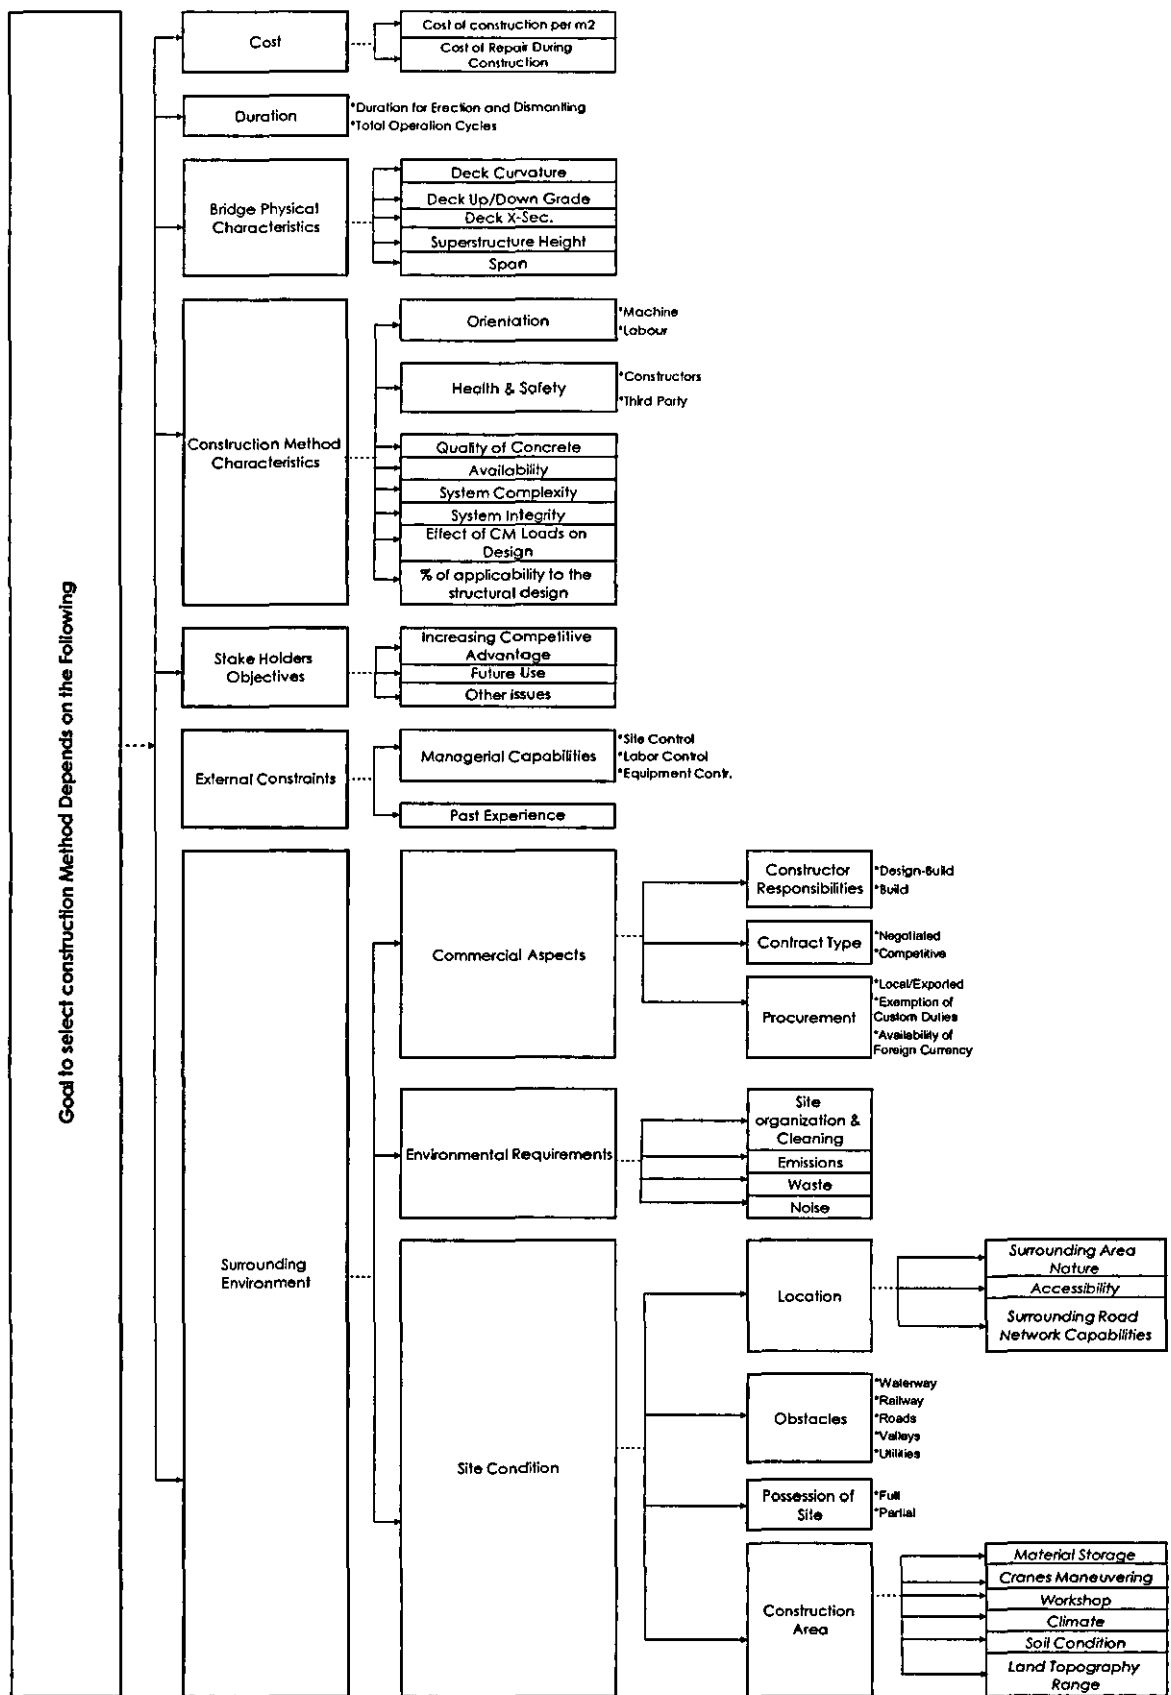 Goal to select construction Method Depends on the Following
Cost
Cost of construction per m2
Cost of Repair During
Construction
Duration
*Duration for Erection and Dismantling
*Total Operation Cycles
Bridge Physical
Characteristics
Deck Curvature
Deck Up/Down Grade
Deck X-Sec.
Superstructure Height
Span
Construction Method
Characteristics
Orientation
*Machine
*Labour
Health & Safety
*Constructors
*Third Party
Quality of Concrete
Availability
System Complexity
System Integrity
Effect of CM Loads on
Design
% of applicability to the
structural design
Stake Holders
Objectives
Increasing Competitive
Advantage
Future Use
Other issues
External Constraints
Managerial Capabilities
*Site Control
*Labor Control
*Equipment Contr.
Past Experience
Surrounding
Environment
Commercial Aspects
Constructor
Responsibilities
*Design-Build
*Build
Contract Type
*Negotiated
*Competitive
Procurement
*Local/Exported
*Exemption of
Custom Duties
*Availability of
Foreign Currency
Environmental Requirements
Site
organization &
Cleaning
Emissions
Waste
Noise
Site Condition
Location
Surrounding Area
Nature
Accessibility
Surrounding Road
Network Capabilities
Obstacles
*Waterway
*Railway
*Roads
*Valleys
*Utilities
Possession of
Site
*Full
*Partial
Construction
Area
Material Storage
Cranes Maneuvering
Workshop
Climate
Soil Condition
Land Topography
Range